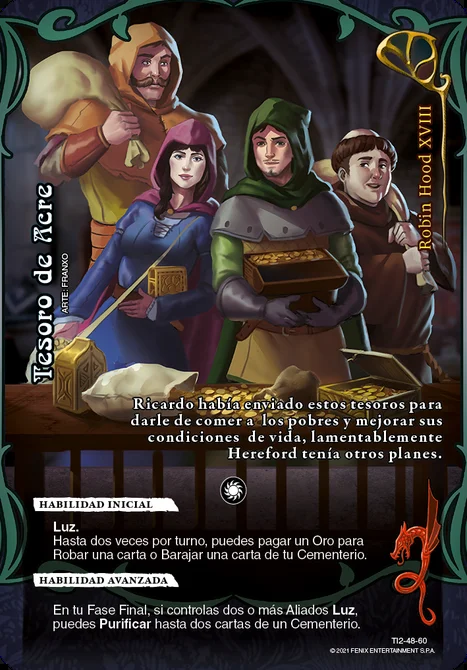 Robin Hood XVIII
Tesoro de Acre
ARTE: FRANXO
Ricardo había enviado estos tesoros para
darle de comer a los pobres y mejorar sus
condiciones de vida, lamentablemente
Hereford tenía otros planes.
HABILIDAD INICIAL
Luz.
Hasta dos veces por turno, puedes pagar un Oro para
Robar una carta o Barajar una carta de tu Cementerio.
HABILIDAD AVANZADA
En tu Fase Final, si controlas dos o más Aliados Luz,
puedes Purificar hasta dos cartas de un Cementerio.
TI2-48-60
©2021 FENIX ENTERTAINMENT S.P.A.